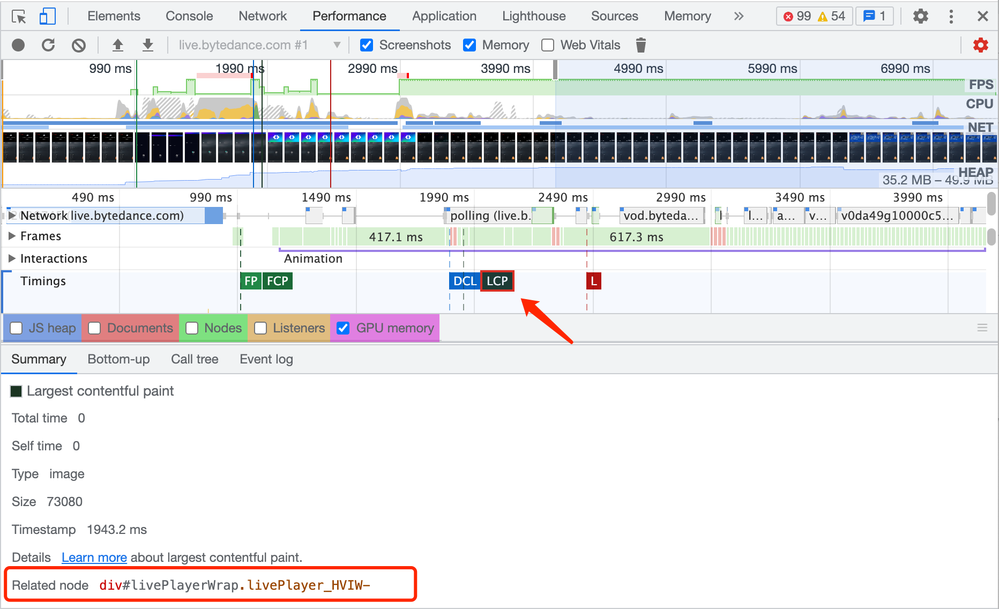 Elements Console Network Performance Application Lighthouse Sources Memory » 99 54 1
live.bytedance.com #1 Screenshots Memory Web Vitals
990 ms 1990 ms 2990 ms 3990 ms 4990 ms 5990 ms 6990 ms
FPS
CPU
NET
HEAP
35.2 MB – 49.9 MB
490 ms 990 ms 1490 ms 1990 ms 2490 ms 2990 ms 3490 ms 3990 ms
Network (live.bytedance.com) polling (live.b... vod.byteda... l... a... v... v0da49g10000c5...
Frames 417.1 ms 617.3 ms
Interactions Animation
Timings FP FCP DCL LCP L
JS heap Documents Nodes Listeners GPU memory
Summary Bottom-up Call tree Event log
Largest contentful paint
Total time 0
Self time 0
Type image
Size 73080
Timestamp 1943.2 ms
Details Learn more about largest contentful paint.
Related node div#livePlayerWrap.livePlayer_HVIW-